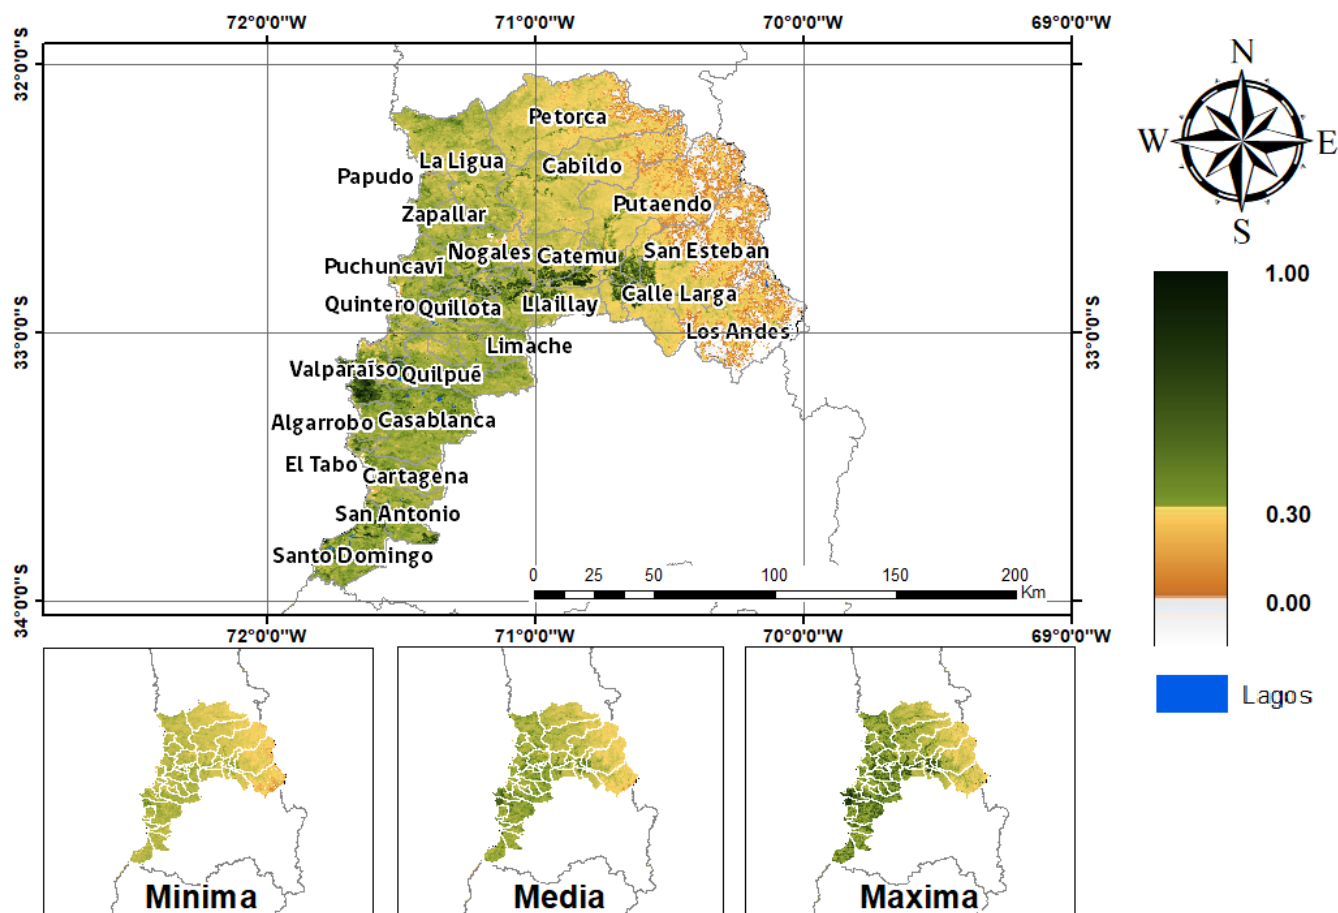 72°0'0"W 71°0'0"W 70°0'0"W 69°0'0"W
32°0'0"S
33°0'0"S
34°0'0"S
33°0'0"S
N
W E
S
Petorca
La Ligua
Cabildo
Papudo
Putaendo
Zapallar
Nogales
Catemu
San Esteban
Puchuncaví
Calle Larga
Quintero
Quillota
Llaillay
Los Andes
Limache
Valparaíso
Quilpué
Algarrobo
Casablanca
El Tabo
Cartagena
San Antonio
Santo Domingo
0 25 50 100 150 200
Km
72°0'0"W 71°0'0"W 70°0'0"W 69°0'0"W
1.00
0.30
0.00
Lagos
Minima
Media
Maxima